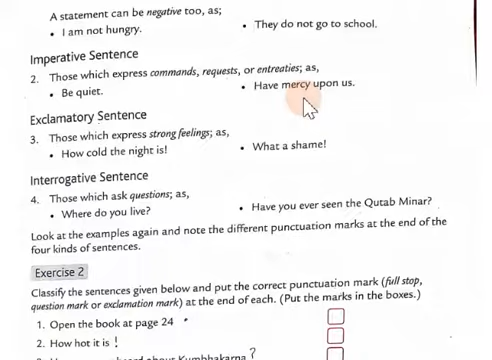 A statement can be negative too, as;
• I am not hungry. • They do not go to school.
Imperative Sentence
2. Those which express commands, requests, or entreaties; as,
• Be quiet. • Have mercy upon us.
Exclamatory Sentence
3. Those which express strong feelings; as,
• How cold the night is! • What a shame!
Interrogative Sentence
4. Those which ask questions; as,
• Where do you live? • Have you ever seen the Qutab Minar?
Look at the examples again and note the different punctuation marks at the end of the
four kinds of sentences.
Exercise 2
Classify the sentences given below and put the correct punctuation mark (full stop,
question mark or exclamation mark) at the end of each. (Put the marks in the boxes.)
1. Open the book at page 24 •
2. How hot it is !
heard about Kumbhakarna ?